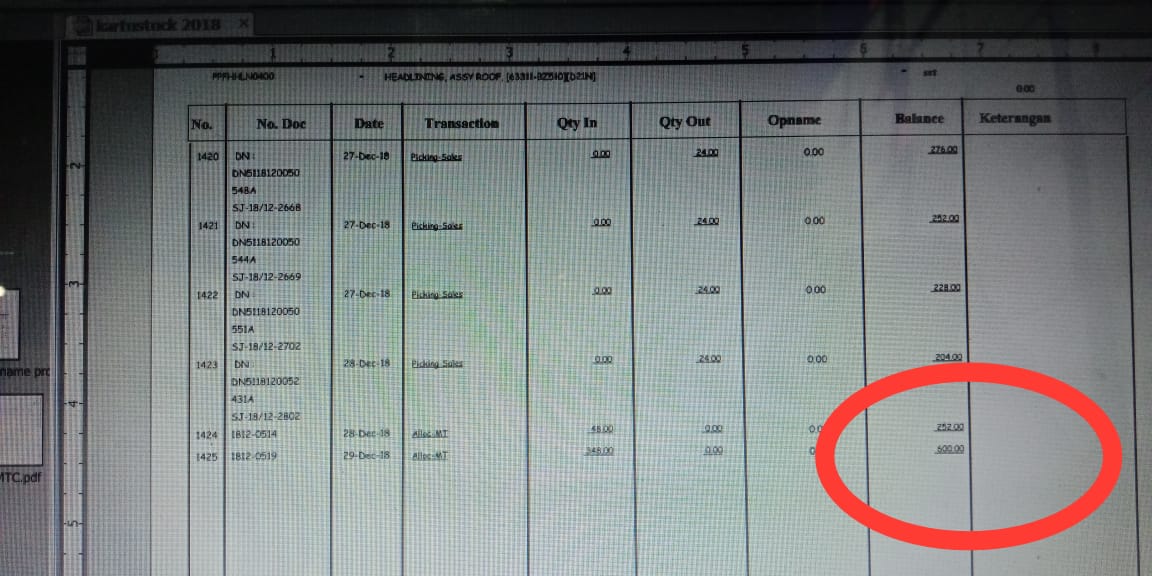 kartustock 2018
1 2 3 4 5 6 7 8
HEADLINING, ASSY ROOF, [63311-BZ510][D21N] - set
0.00
No. No. Doc Date Transaction Qty In Qty Out Opname Balance Keterangan
1420 DN : 27-Dec-18 Picking-Sales 0.00 24.00 0.00 276.00
DN5118120050
548A
SJ-18/12-2668
1421 DN : 27-Dec-18 Picking-Sales 0.00 24.00 0.00 252.00
DN5118120050
544A
SJ-18/12-2669
1422 DN : 27-Dec-18 Picking-Sales 0.00 24.00 0.00 228.00
DN5118120050
551A
SJ-18/12-2702
1423 DN : 28-Dec-18 Picking-Sales 0.00 24.00 0.00 204.00
DN5118120052
431A
SJ-18/12-2802
1424 1812-0514 28-Dec-18 Alloc-MT 48.00 0.00 252.00
1425 1812-0519 29-Dec-18 Alloc-MT 348.00 0.00 600.00
2
3
4
5
name pro
MTC.pdf